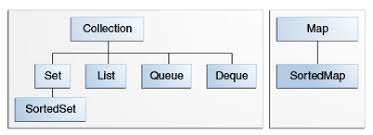 Collection
Map
Set
List
Queue
Deque
SortedMap
SortedSet